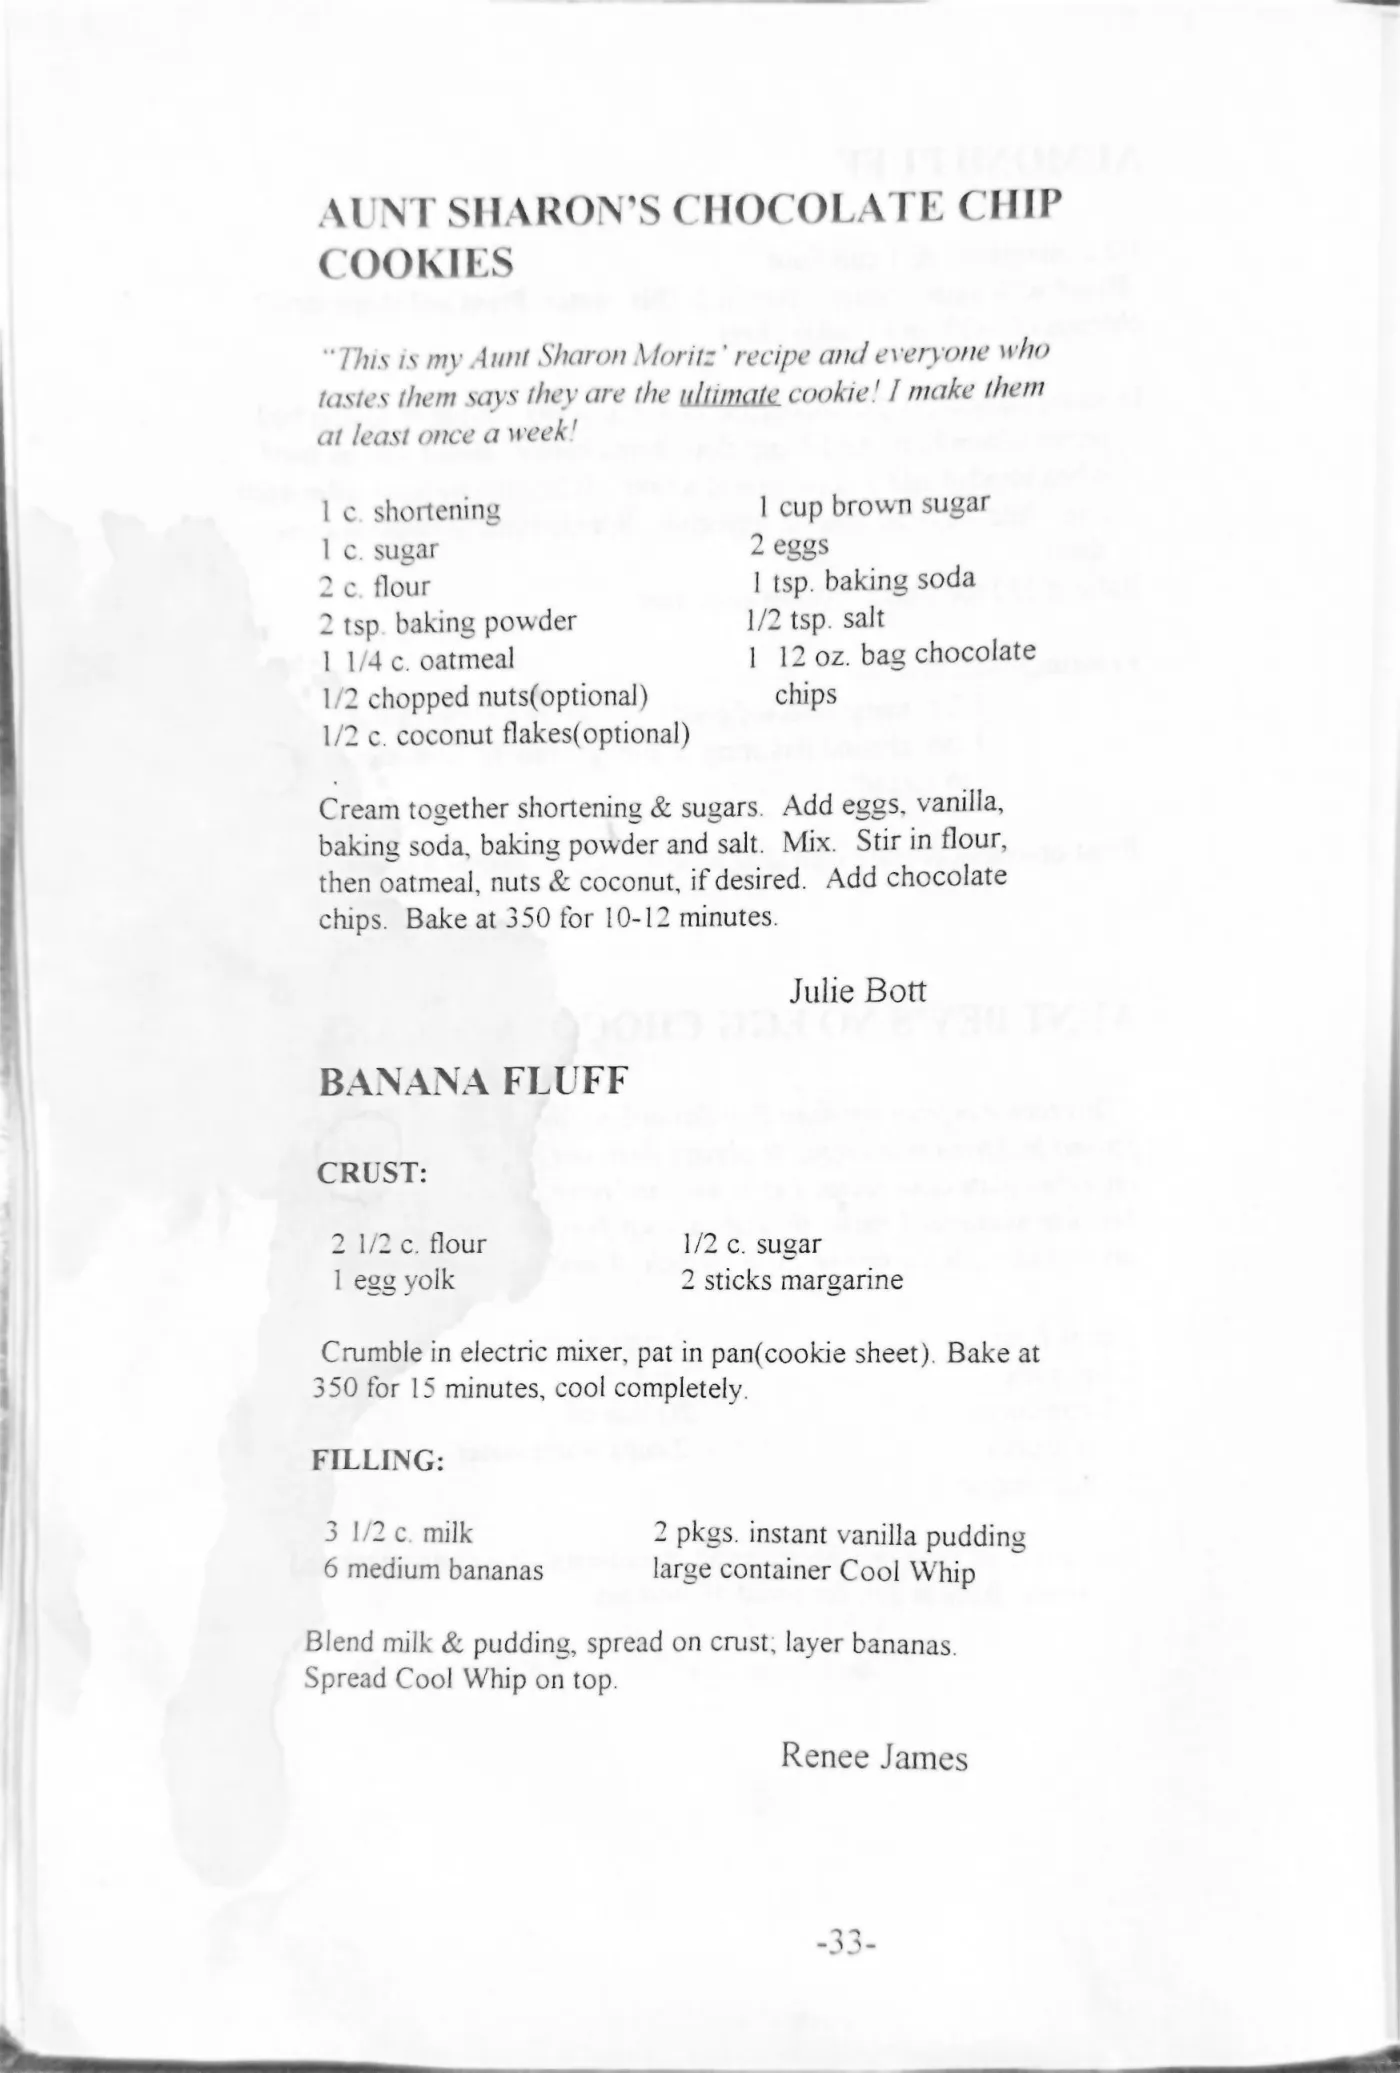 AUNT SHARON'S CHOCOLATE CHIP
COOKIES
"This is my Aunt Sharon Moritz' recipe and everyone who
tastes them says they are the ultimate cookie! I make them
at least once a week!
1 c. shortening 1 cup brown sugar
1 c. sugar 2 eggs
2 c. flour 1 tsp. baking soda
2 tsp. baking powder 1/2 tsp. salt
1 1/4 c. oatmeal 1 12 oz. bag chocolate
1/2 chopped nuts(optional) chips
1/2 c. coconut flakes(optional)
Cream together shortening & sugars. Add eggs, vanilla,
baking soda, baking powder and salt. Mix. Stir in flour,
then oatmeal, nuts & coconut, if desired. Add chocolate
chips. Bake at 350 for 10-12 minutes.
Julie Bott
BANANA FLUFF
CRUST:
2 1/2 c. flour 1/2 c. sugar
1 egg yolk 2 sticks margarine
Crumble in electric mixer, pat in pan(cookie sheet). Bake at
350 for 15 minutes, cool completely.
FILLING:
3 1/2 c. milk 2 pkgs. instant vanilla pudding
6 medium bananas large container Cool Whip
Blend milk & pudding, spread on crust; layer bananas.
Spread Cool Whip on top.
Renee James
-33-